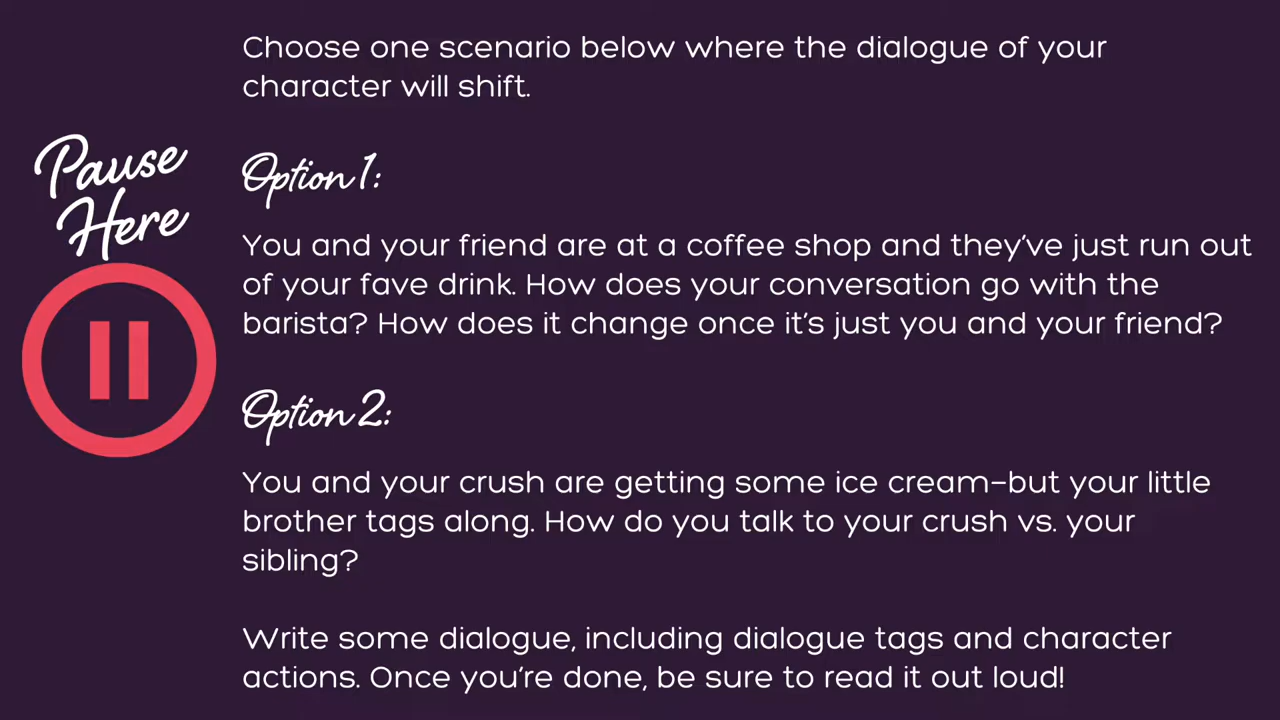 Choose one scenario below where the dialogue of your
character will shift.
Pause
Here
Option 1:
You and your friend are at a coffee shop and they've just run out
of your fave drink. How does your conversation go with the
barista? How does it change once it's just you and your friend?
Option 2:
You and your crush are getting some ice cream–but your little
brother tags along. How do you talk to your crush vs. your
sibling?
Write some dialogue, including dialogue tags and character
actions. Once you're done, be sure to read it out loud!